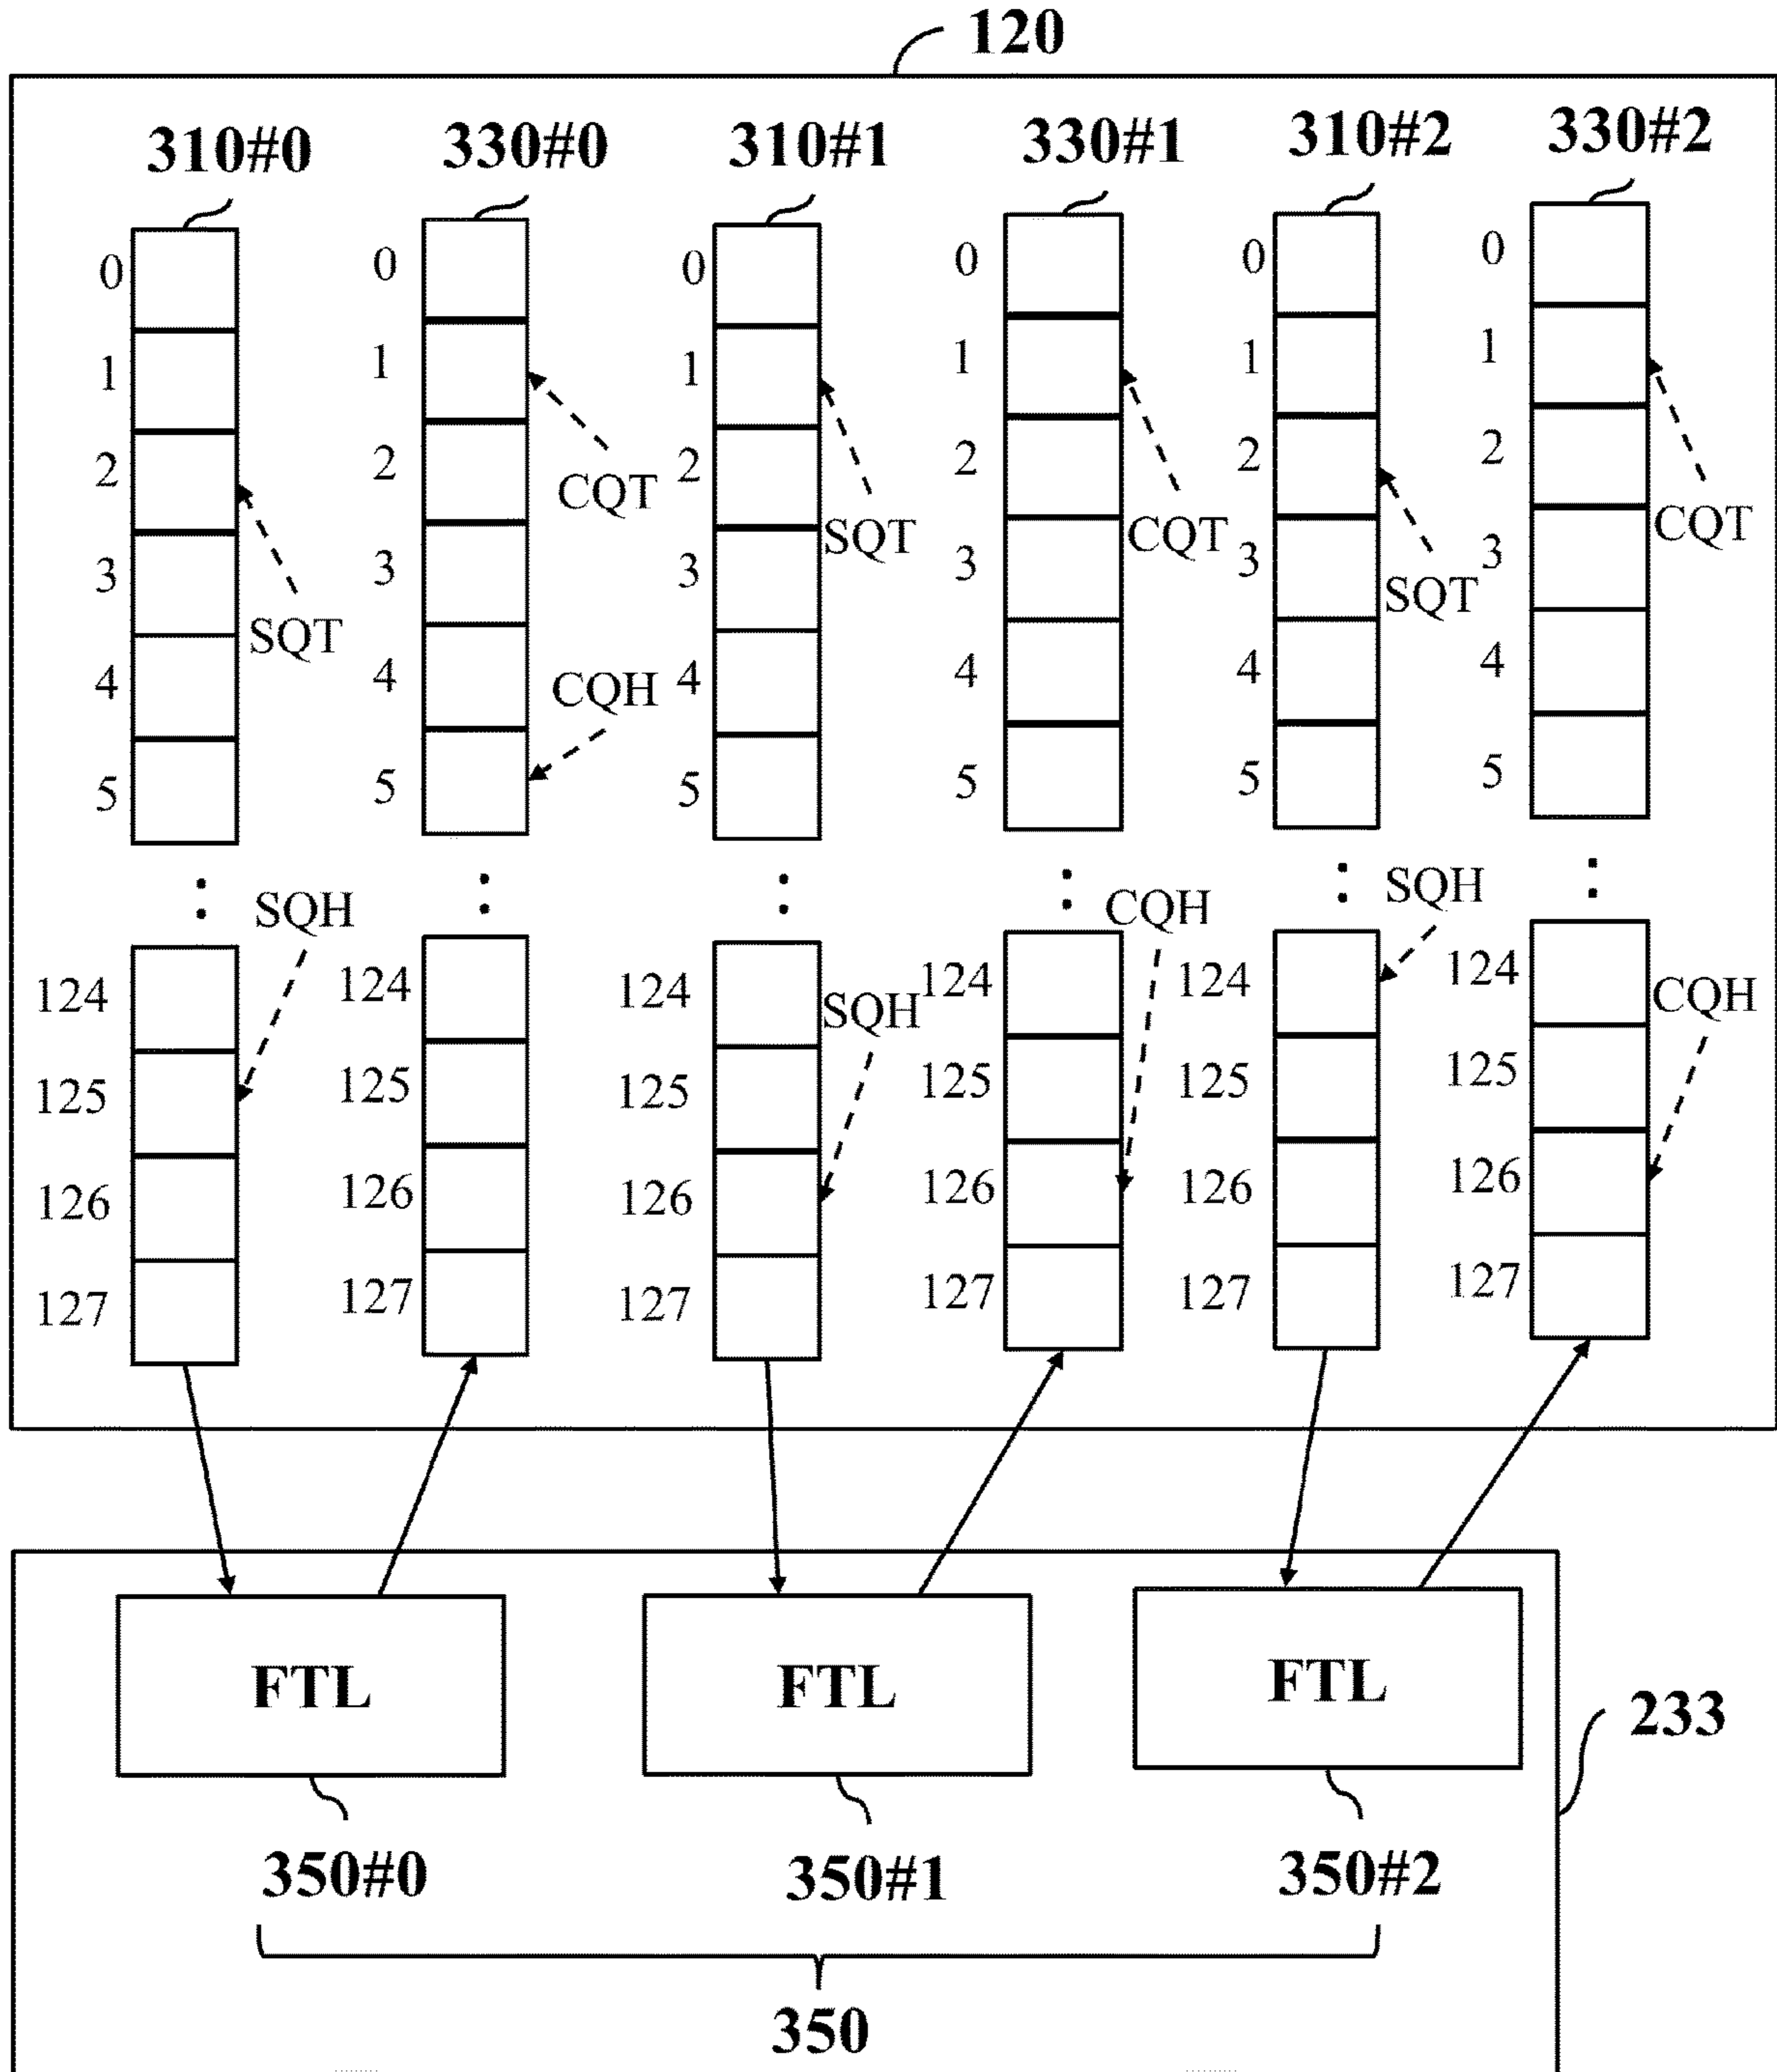 120
310#0 330#0 310#1 330#1 310#2 330#2
0 0 0 0 0 0
1 1 1 1 1 1
2 2 2 2 2 2
CQT SQT CQT SQT CQT
3 3 3 3 3 3
SQT
4 4 4 4 4 4
CQH
5 5 5 5 5 5
SQH CQH SQH
124 124 124 124 124 124
SQH CQH
125 125 125 125 125 125
126 126 126 126 126 126
127 127 127 127 127 127
FTL FTL FTL
233
350#0 350#1 350#2
350